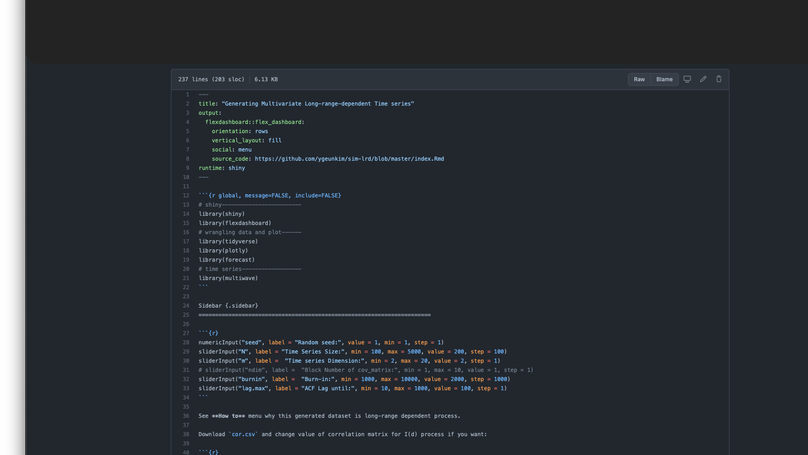 237 lines (203 sloc) 6.13 KB
Raw Blame
1 ---
2 title: "Generating Multivariate Long-range-dependent Time series"
3 output:
4 flexdashboard::flex_dashboard:
5 orientation: rows
6 vertical_layout: fill
7 social: menu
8 source_code: https://github.com/ygeunkim/sim-lrd/blob/master/index.Rmd
9 runtime: shiny
10 ---
11
12 ```{r global, message=FALSE, include=FALSE}
13 # shiny------------------------
14 library(shiny)
15 library(flexdashboard)
16 # wrangling data and plot------
17 library(tidyverse)
18 library(plotly)
19 library(forecast)
20 # time series------------------
21 library(multiwave)
22 ```
23
24 Sidebar {.sidebar}
25 =======================================================================
26
27 ```{r}
28 numericInput("seed", label = "Random seed:", value = 1, min = 1, step = 1)
29 sliderInput("N", label = "Time Series Size:", min = 100, max = 5000, value = 200, step = 100)
30 sliderInput("m", label =  "Time series Dimension:", min = 2, max = 20, value = 2, step = 1)
31 # sliderInput("ndim", label =  "Block Number of cov_matrix:", min = 1, max = 10, value = 1, step = 1)
32 sliderInput("burnin", label = "Burn-in:", min = 1000, max = 10000, value = 2000, step = 1000)
33 sliderInput("lag.max", label = "ACF Lag until:", min = 10, max = 1000, value = 100, step = 1)
34 ```
35
36 See **How to** menu why this generated dataset is long-range dependent process.
37
38 Download `cor.csv` and change value of correlation matrix for I(d) process if you want:
39
40 ```{r}